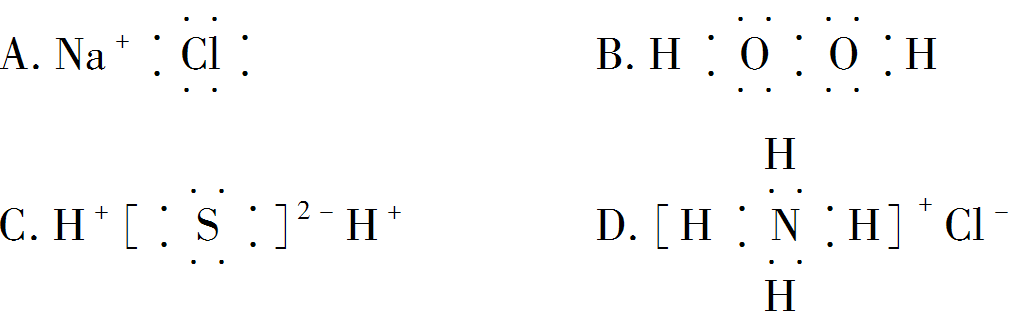 A. Na⁺ :Cl:
B. H:O:O:H
C. H⁺[:S:]²⁻H⁺
H
D. [H:N:H]⁺Cl⁻
H